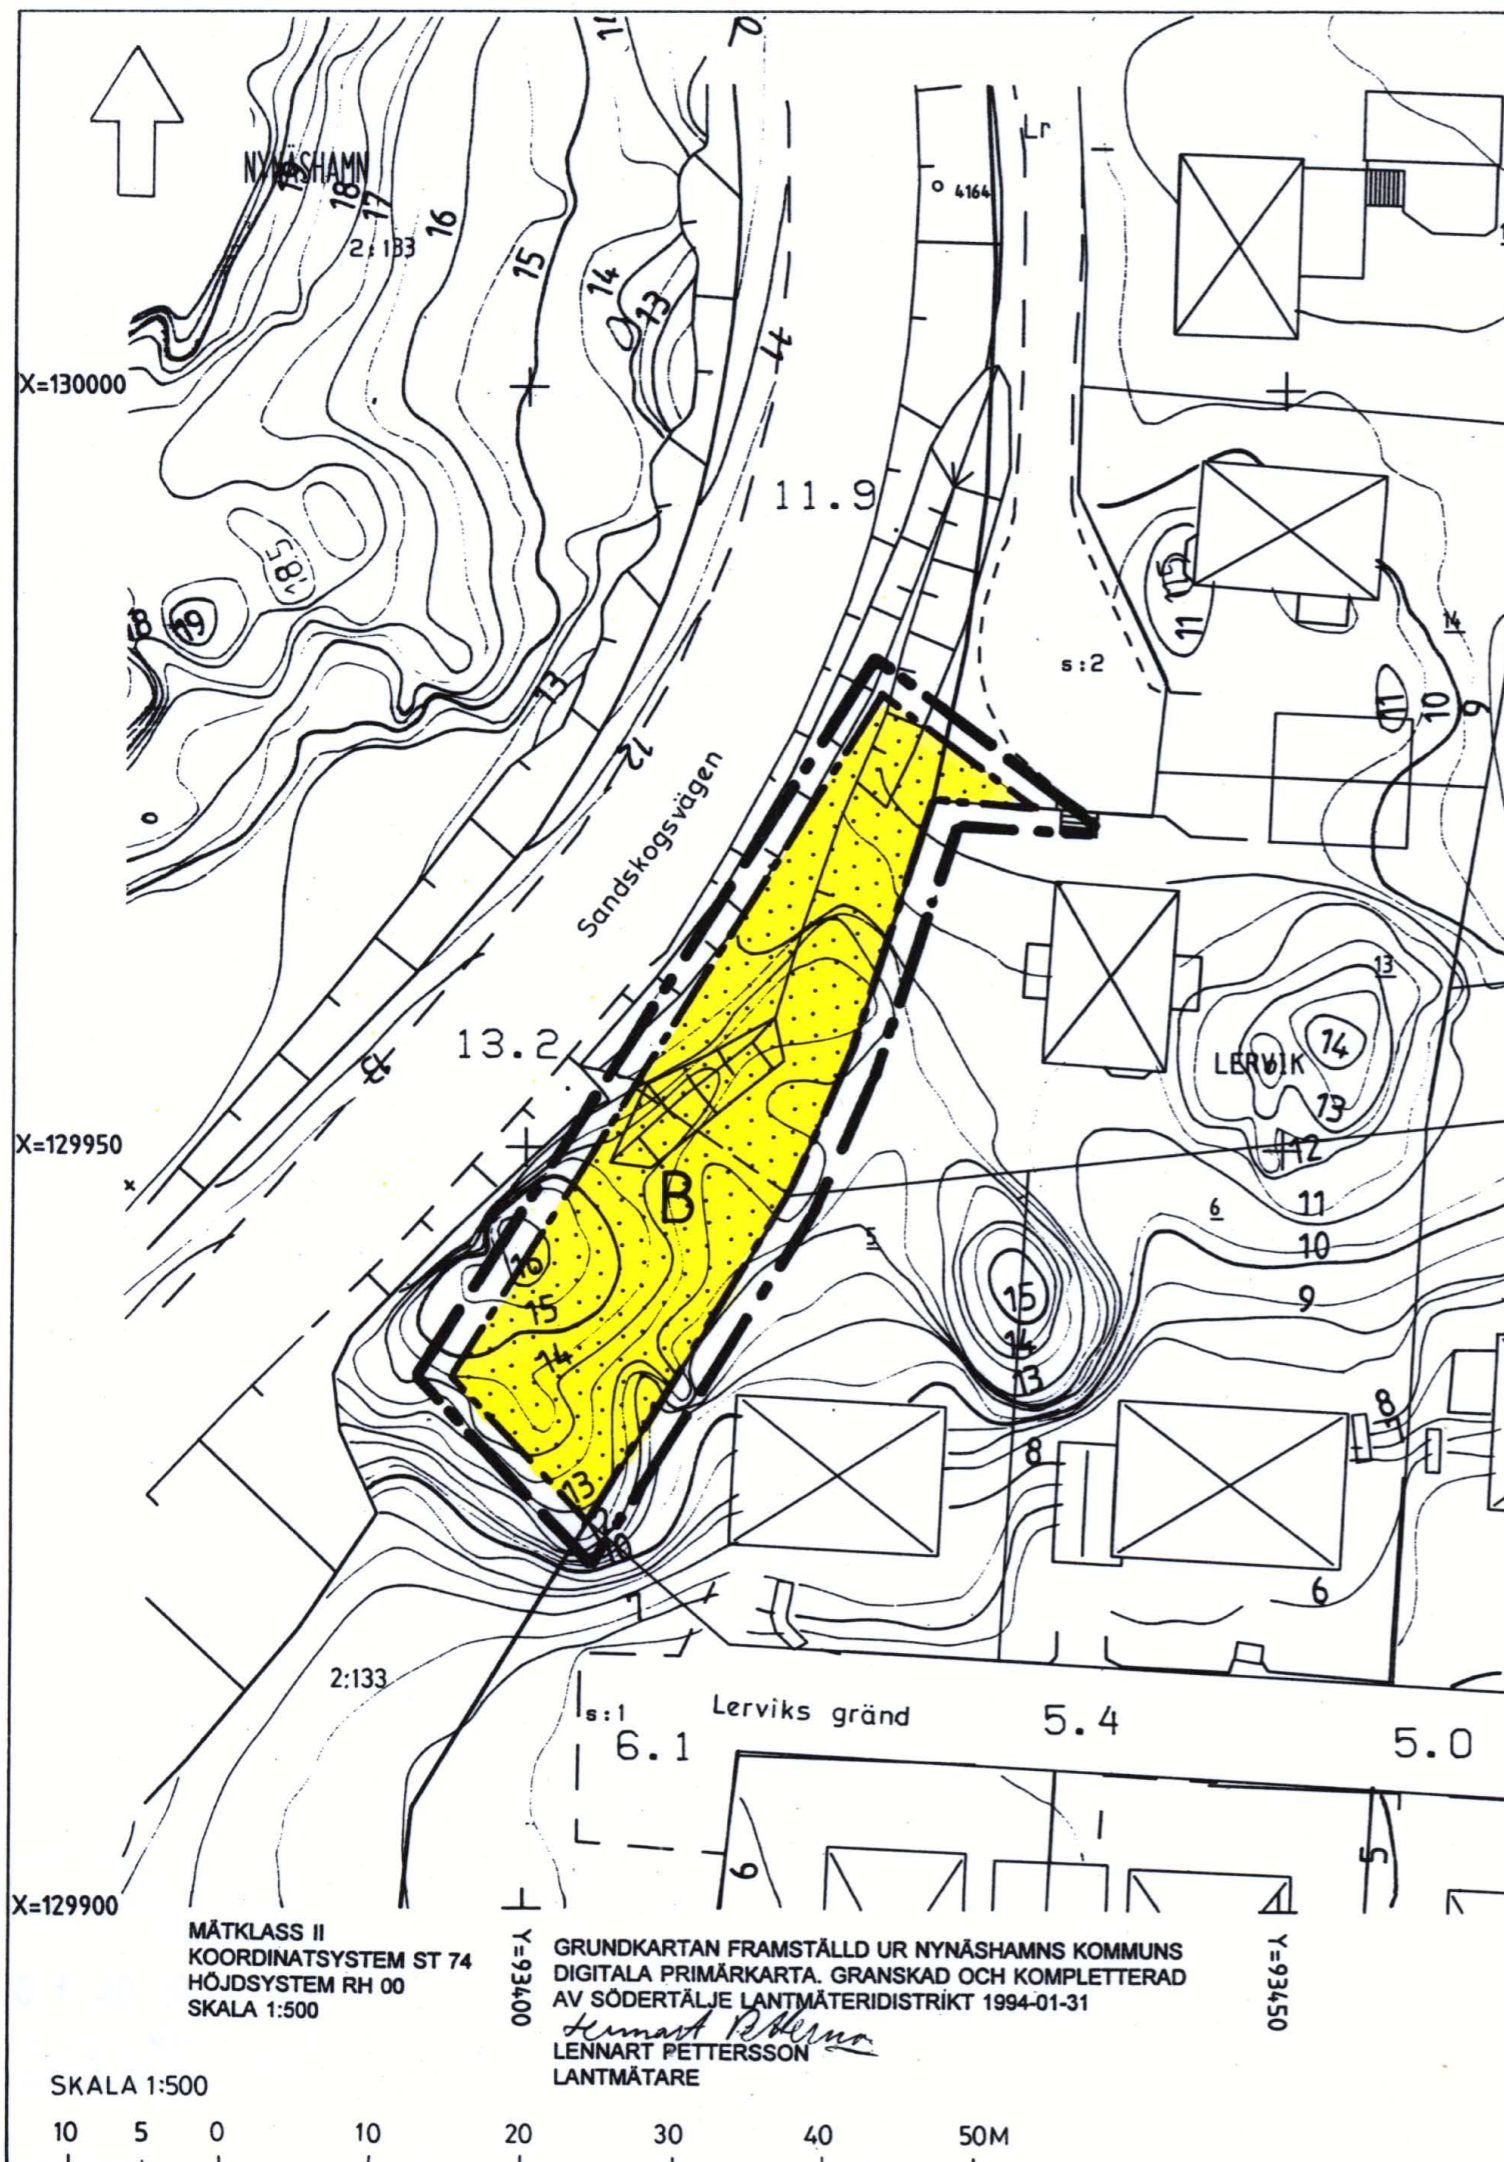 Lr
4164
NYNÄSHAMN
19
18
17
16
15
14
13
2:133
11
X=130000
11.9
18.5
18
19
11
14
s:2
13
11
10
9
12
Sandskogsvägen
13.2
13
13
14
LERVIK
13
12
X=129950
B
6
11
5
10
16
15
15
9
14
14
13
8
8
13
10
7
6
2:133
s:1
Lerviks gränd
5.4
6.1
5.0
6
5
X=129900
MÄTKLASS II
KOORDINATSYSTEM ST 74
HÖJDSYSTEM RH 00
SKALA 1:500
Y=93400
GRUNDKARTAN FRAMSTÄLLD UR NYNÄSHAMNS KOMMUNS
DIGITALA PRIMÄRKARTA. GRANSKAD OCH KOMPLETTERAD
AV SÖDERTÄLJE LANTMÄTERIDISTRIKT 1994-01-31
Lennart Pettersson
LENNART PETTERSSON
LANTMÄTARE
Y=93450
SKALA 1:500
10 5 0 10 20 30 40 50M